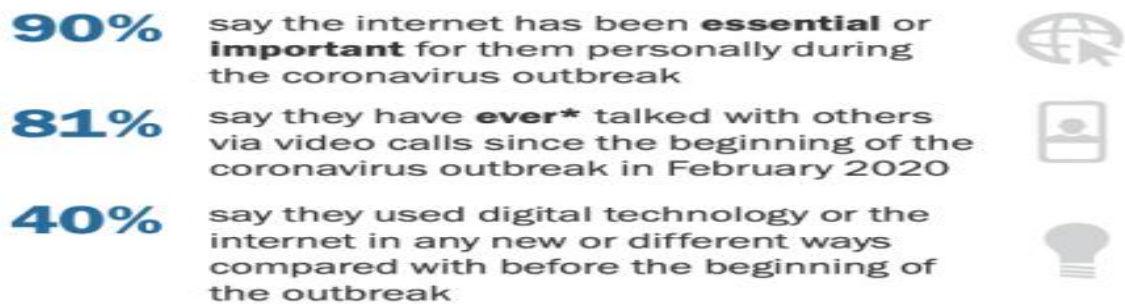 90% say the internet has been essential or
important for them personally during
the coronavirus outbreak
81% say they have ever* talked with others
via video calls since the beginning of the
coronavirus outbreak in February 2020
40% say they used digital technology or the
internet in any new or different ways
compared with before the beginning of
the outbreak